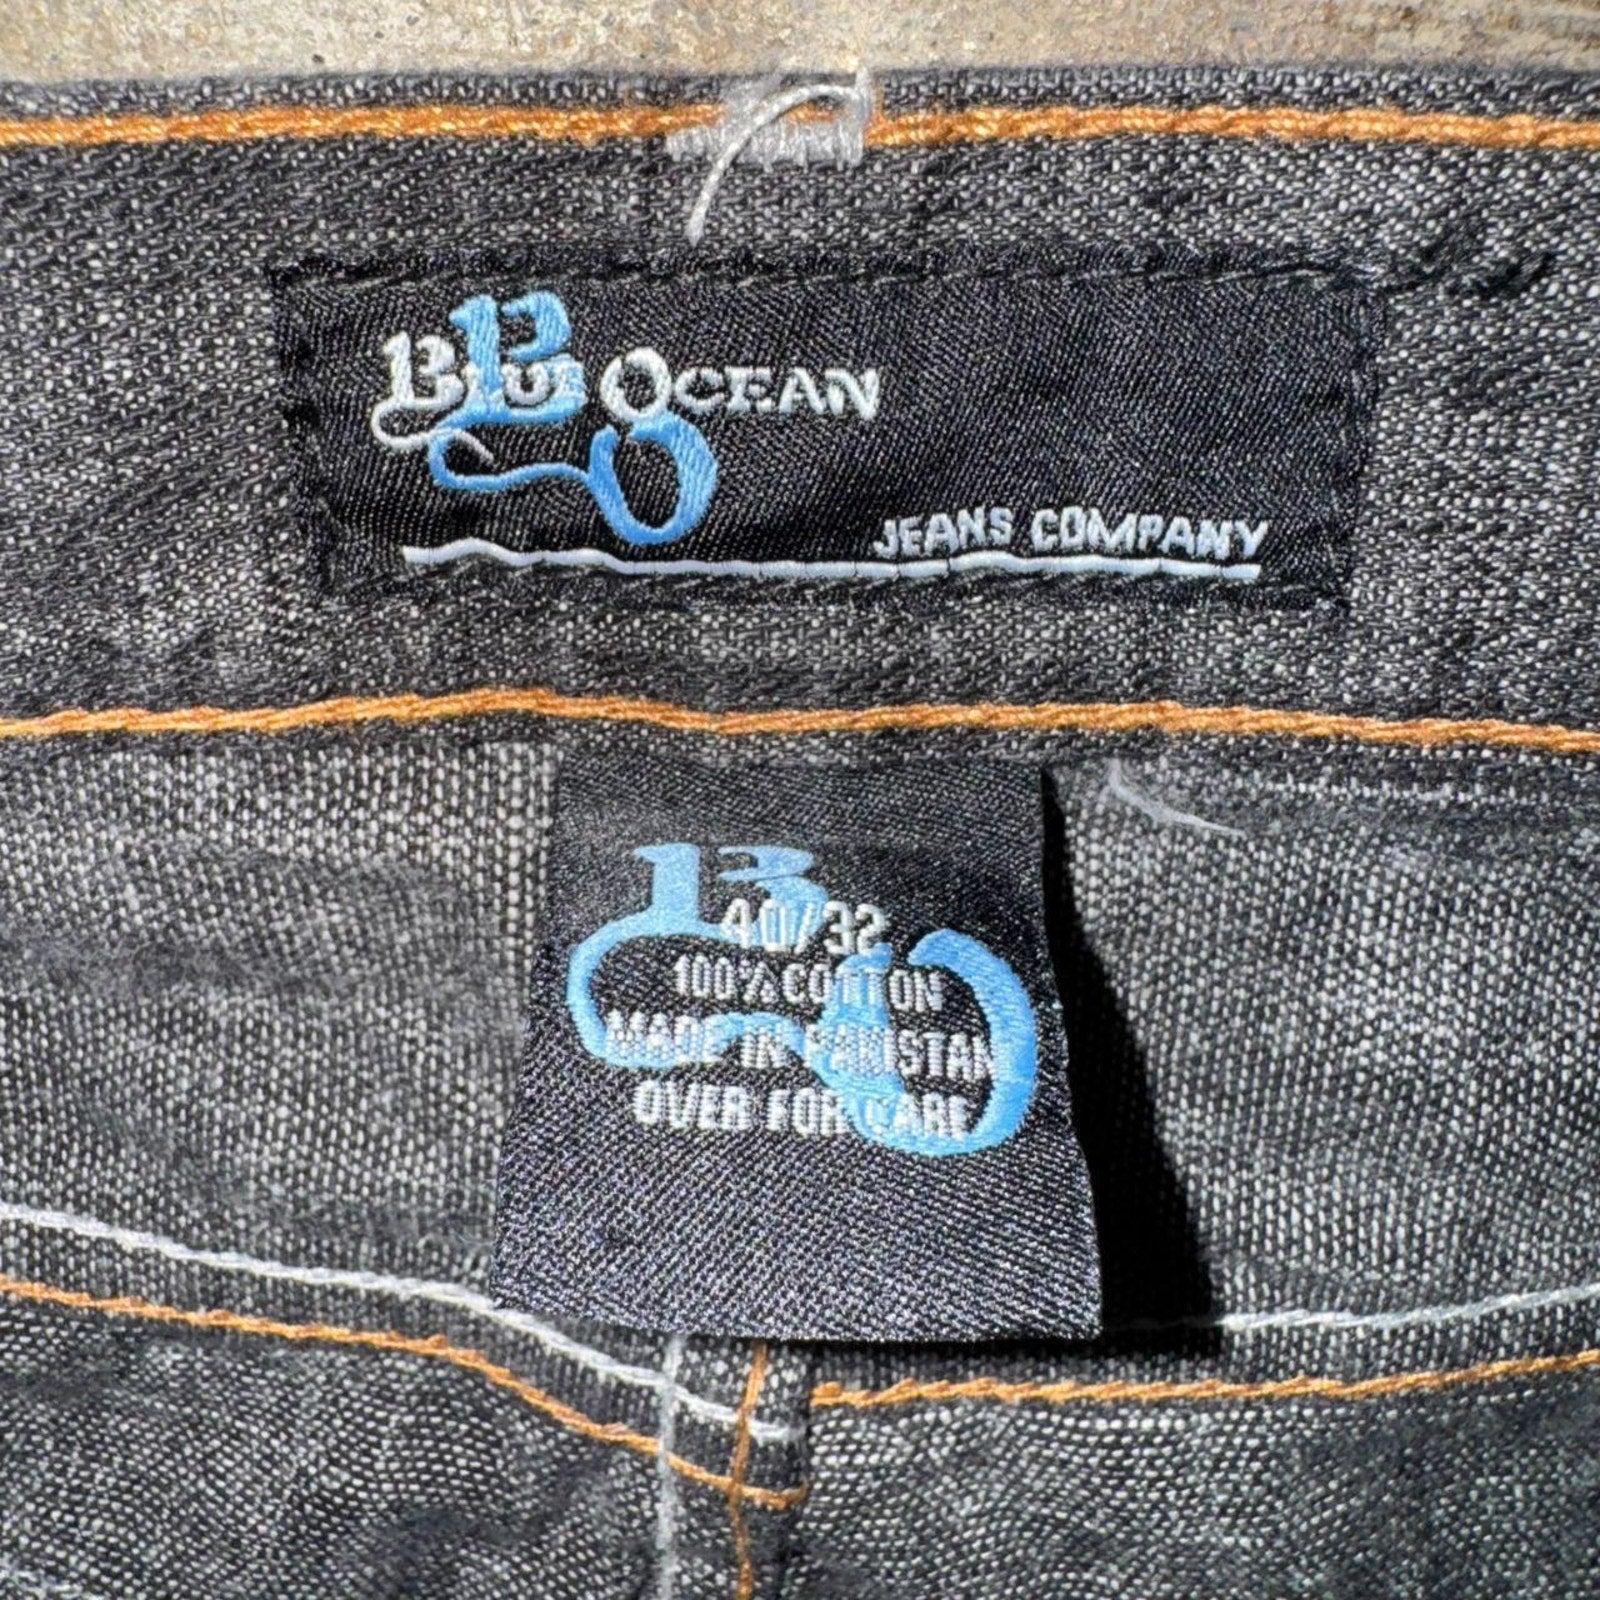 BLUE OCEAN
JEANS COMPANY
40/32
100% COTTON
MADE IN PAKISTAN
OVER FOR CARE